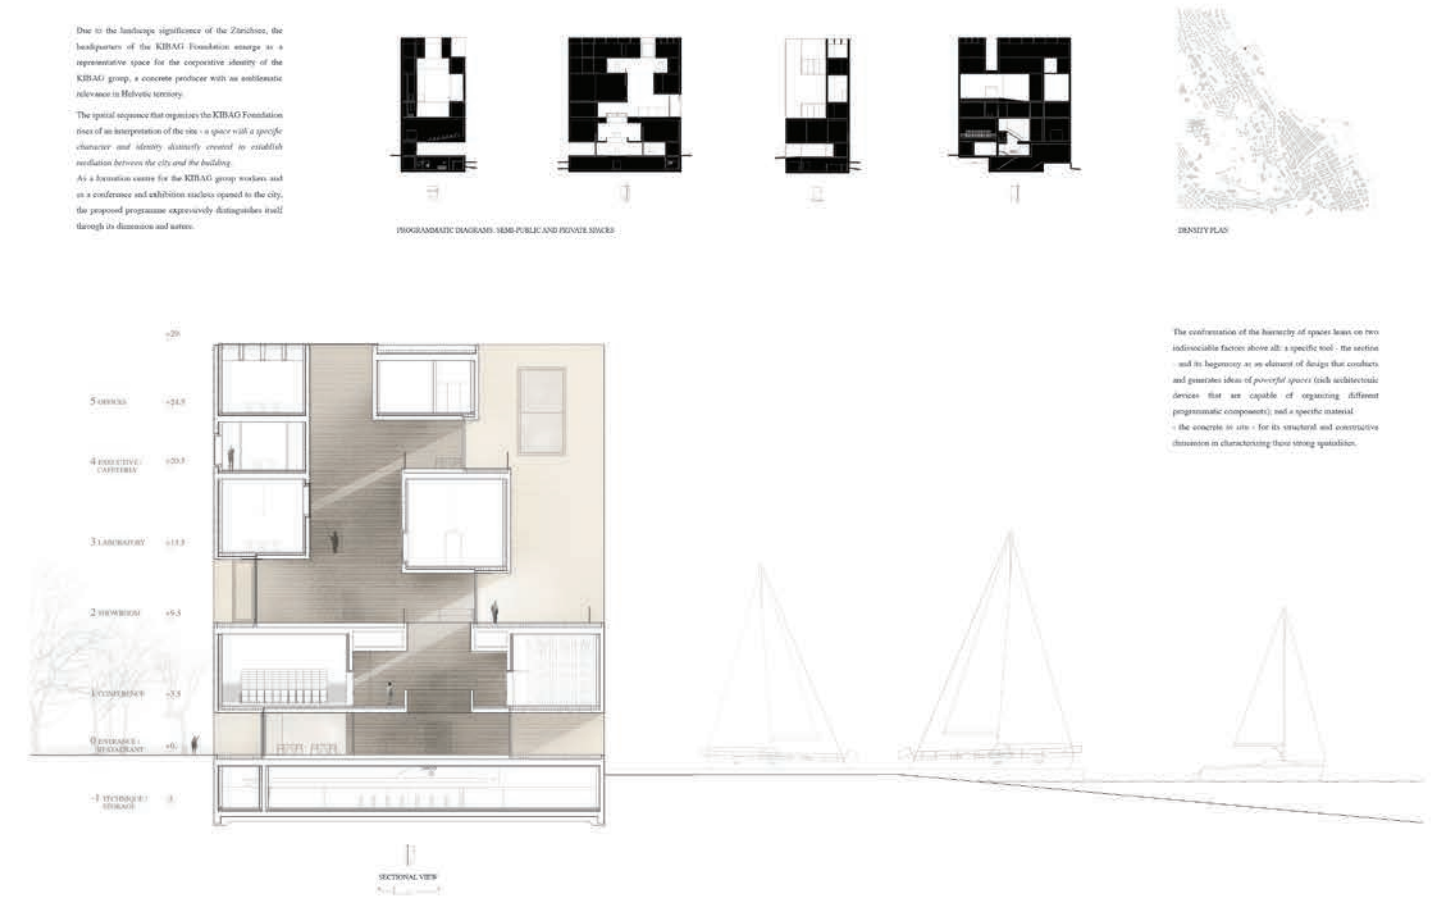 Due to the landscape significance of the Zürichsee, the
headquarters of the KIBAG Foundation emerge as a
representative space for the corporative identity of the
KIBAG group, a concrete producer with an emblematic
relevance in Helvetic territory.
The spatial sequence that organizes the KIBAG Foundation
rises of an interpretation of the site - a space with a specific
character and identity distinctly created to establish
mediation between the city and the building.
As a formation centre for the KIBAG group workers and
as a conference and exhibition nucleus opened to the city,
the proposed programme expressively distinguishes itself
through its dimension and nature.
PROGRAMMATIC DIAGRAMS: SEMI-PUBLIC AND PRIVATE SPACES
DENSITY PLAN
The conformation of the hierarchy of spaces leans on two
indissociable factors above all: a specific tool - the section
- and its hegemony as an element of design that conducts
and generates ideas of powerful spaces (rich architectonic
devices that are capable of organizing different
programmatic components); and a specific material
- the concrete in situ - for its structural and constructive
dimension in characterizing these strong spatialities.
+29
5 OFFICES +24.5
4 EXECUTIVE / CAFETERIA +20.5
3 LABORATORY
2 SHOWROOM +9.5
1 CONFERENCE
0 ENTRANCE / RESTAURANT +0.
-1 TECHNIQUE / STORAGE
SECTIONAL VIEW